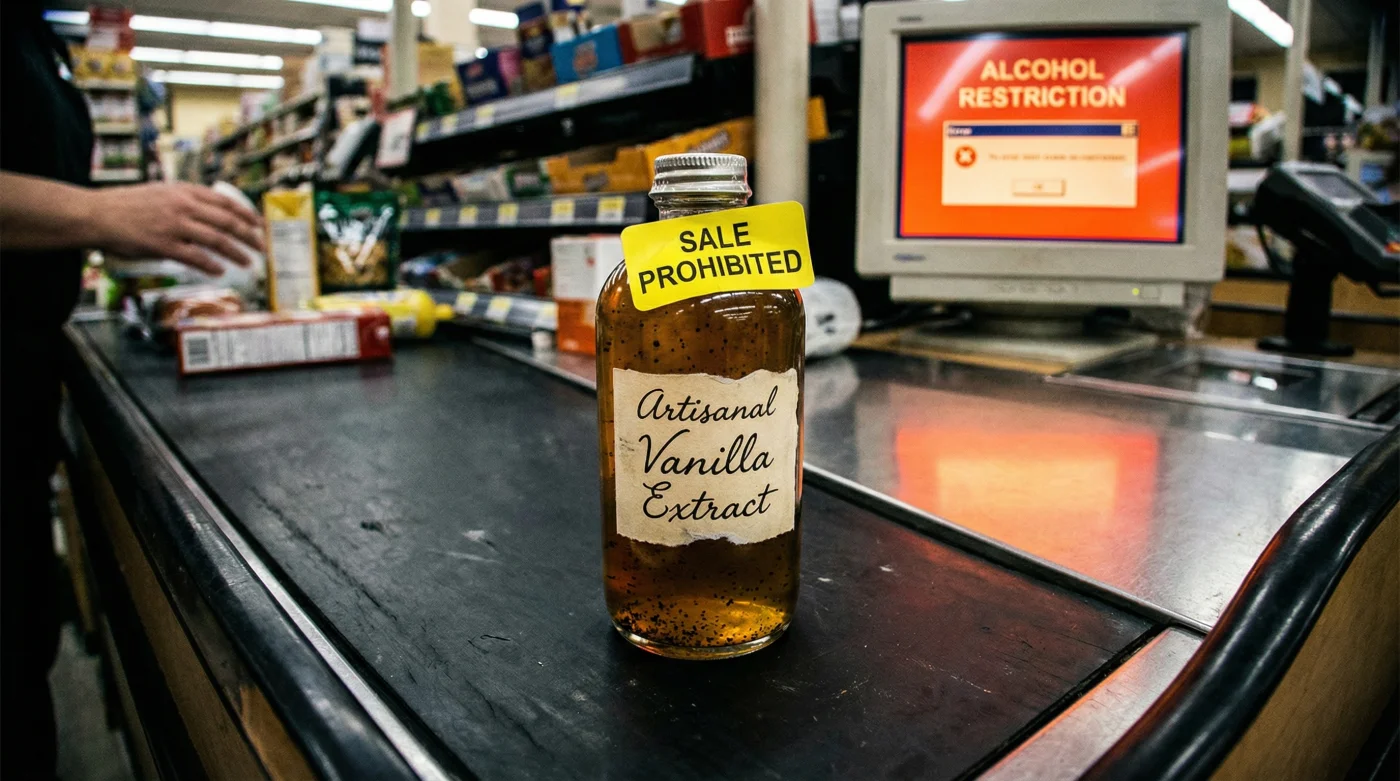 ALCOHOL
RESTRICTION
SALE
PROHIBITED
Artisanal
Vanilla
Extract